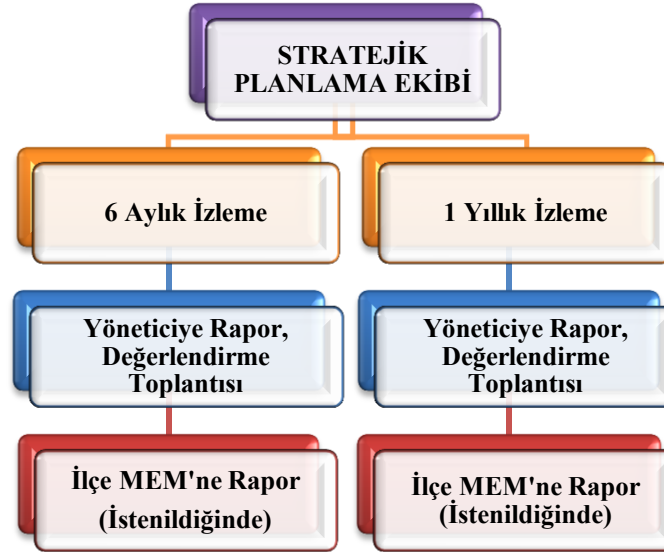 STRATEJİK
PLANLAMA EKİBİ
6 Aylık İzleme
1 Yıllık İzleme
Yöneticiye Rapor,
Değerlendirme
Toplantısı
Yöneticiye Rapor,
Değerlendirme
Toplantısı
İlçe MEM'ne Rapor
(İstenildiğinde)
İlçe MEM'ne Rapor
(İstenildiğinde)